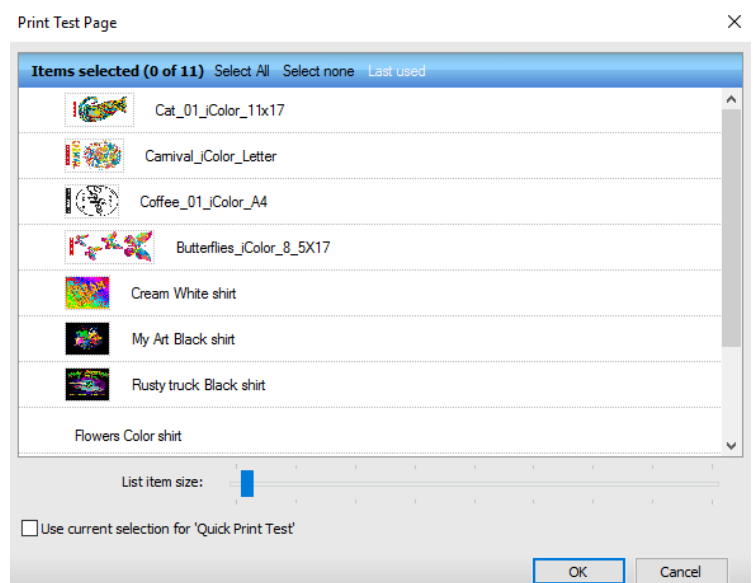 Print Test Page
Items selected (0 of 11) Select All Select none Last used
Cat_01_iColor_11x17
Carnival_iColor_Letter
Coffee_01_iColor_A4
Butterflies_iColor_8_5X17
Cream White shirt
My Art Black shirt
Rusty truck Black shirt
Flowers Color shirt
List item size:
Use current selection for 'Quick Print Test'
OK Cancel